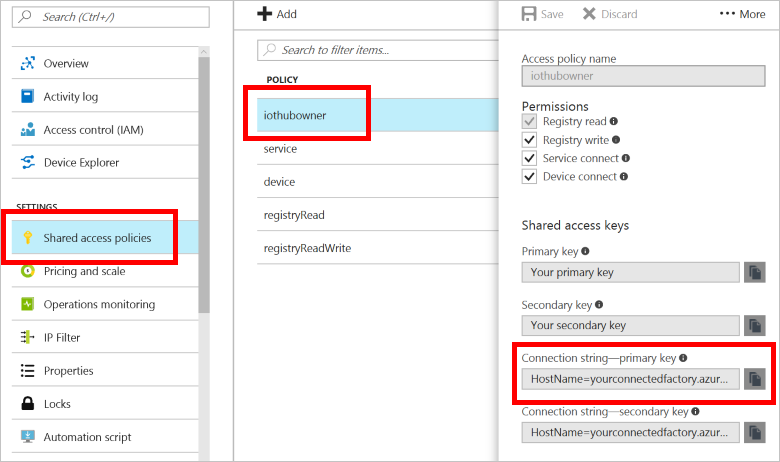 Search (Ctrl+/)
Overview
Activity log
Access control (IAM)
Device Explorer
SETTINGS
Shared access policies
Pricing and scale
Operations monitoring
IP Filter
Properties
Locks
Automation script
Add
Search to filter items...
POLICY
iothubowner
service
device
registryRead
registryReadWrite
Save
Discard
More
Access policy name
iothubowner
Permissions
Registry read
Registry write
Service connect
Device connect
Shared access keys
Primary key
Your primary key
Secondary key
Your secondary key
Connection string—primary key
HostName=yourconnectedfactory.azur...
Connection string—secondary key
HostName=yourconnectedfactory.azur...